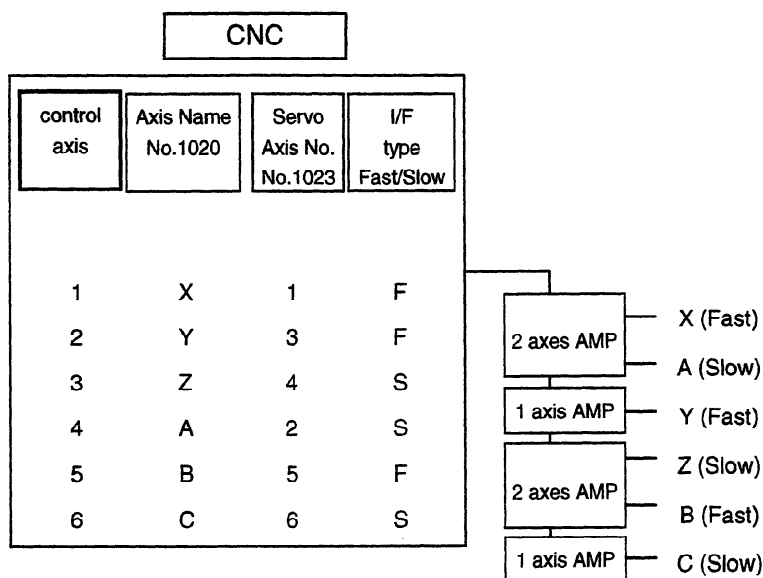 CNC
control axis
Axis Name No.1020
Servo Axis No. No.1023
I/F type Fast/Slow
1 X 1 F
2 Y 3 F
3 Z 4 S
4 A 2 S
5 B 5 F
6 C 6 S
2 axes AMP
X (Fast)
A (Slow)
1 axis AMP
Y (Fast)
2 axes AMP
Z (Slow)
B (Fast)
1 axis AMP
C (Slow)